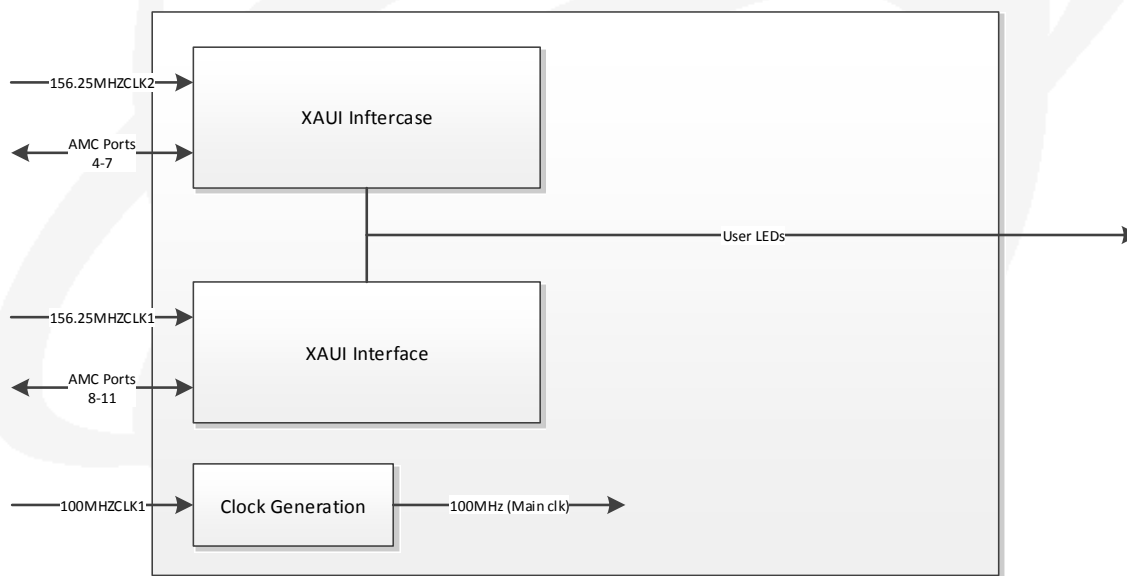 156.25MHZCLK2
XAUI Inftercase
AMC Ports
4-7
User LEDs
156.25MHZCLK1
XAUI Interface
AMC Ports
8-11
100MHZCLK1
Clock Generation
100MHz (Main clk)